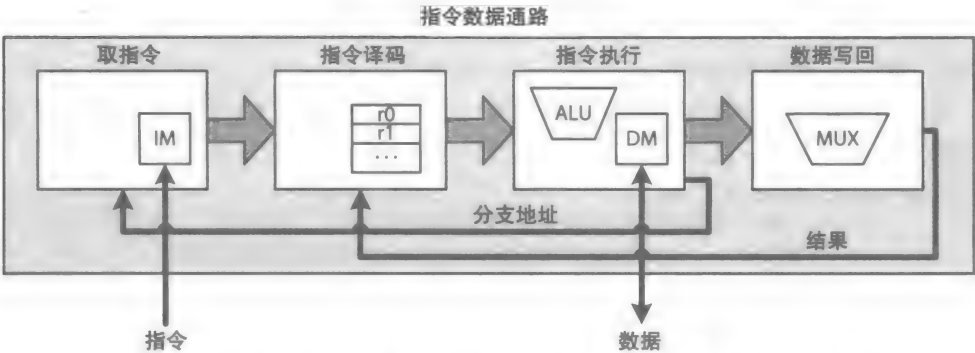 指令数据通路
取指令
指令译码
指令执行
数据写回
IM
r0
r1
...
ALU
DM
MUX
分支地址
结果
指令
数据